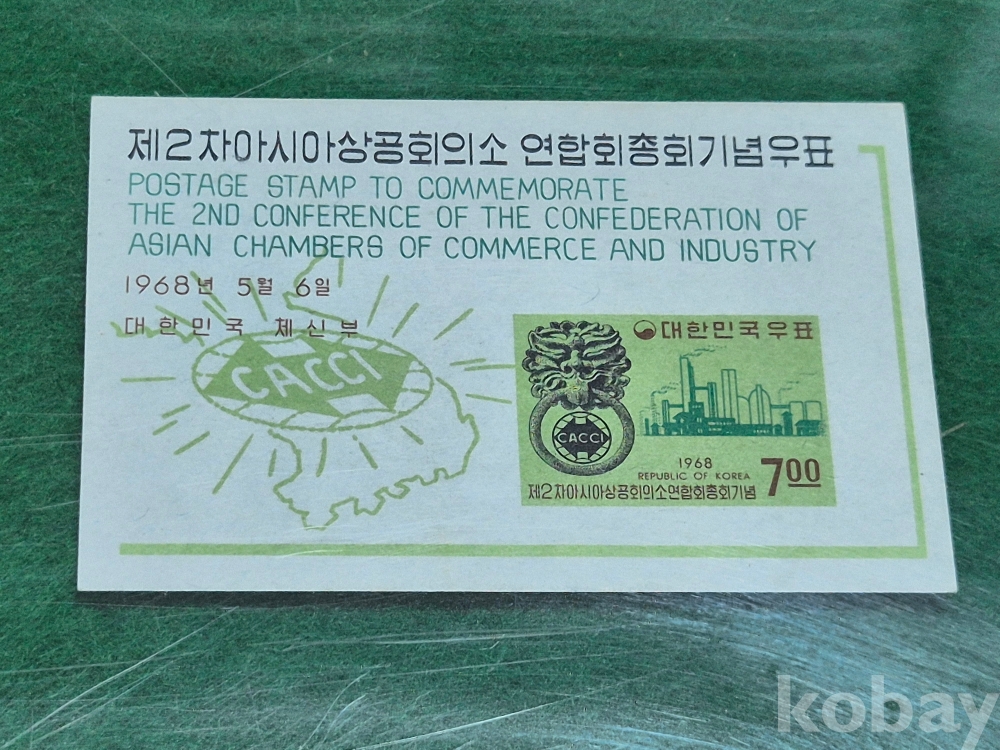 제2차아시아상공회의소 연합회총회기념우표
POSTAGE STAMP TO COMMEMORATE
THE 2ND CONFERENCE OF THE CONFEDERATION OF
ASIAN CHAMBERS OF COMMERCE AND INDUSTRY
1968년 5월 6일
대한민국 체신부
CACCI
대한민국우표
CACCI
1968
REPUBLIC OF KOREA
700
제2차아시아상공회의소연합회총회기념
kobay